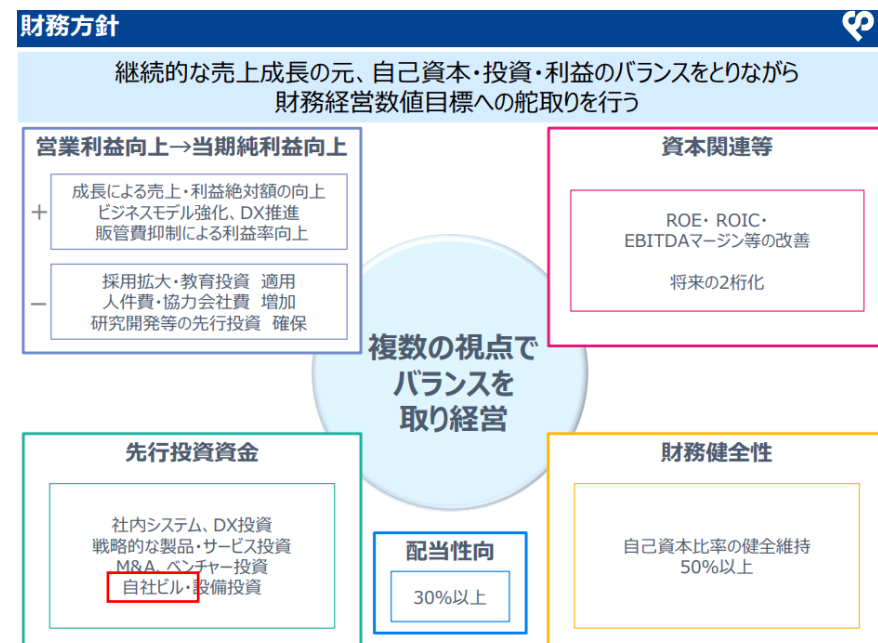 財務方針
継続的な売上成長の元、自己資本・投資・利益のバランスをとりながら
財務経営数値目標への舵取りを行う
営業利益向上→当期純利益向上
+
成長による売上・利益絶対額の向上
ビジネスモデル強化、DX推進
販管費抑制による利益率向上
−
採用拡大・教育投資 適用
人件費・協力会社費 増加
研究開発等の先行投資 確保
資本関連等
ROE・ ROIC・
EBITDAマージン等の改善
将来の2桁化
複数の視点で
バランスを
取り経営
先行投資資金
社内システム、DX投資
戦略的な製品・サービス投資
M&A、ベンチャー投資
自社ビル・設備投資
配当性向
30%以上
財務健全性
自己資本比率の健全維持
50%以上